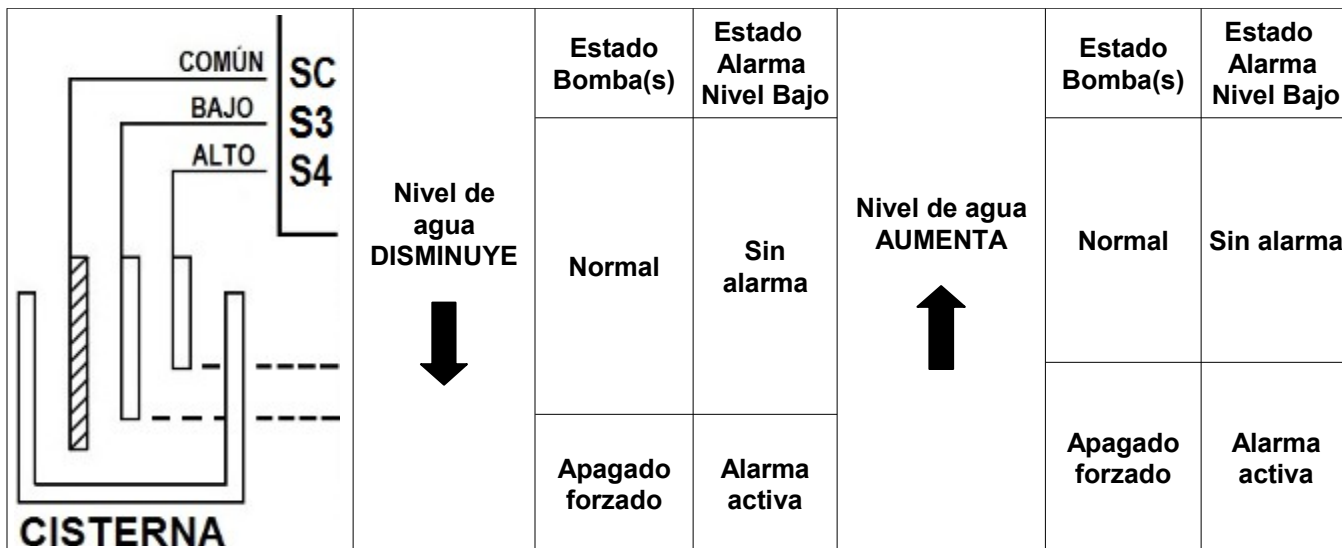 COMÚN SC
BAJO S3
ALTO S4
CISTERNA
Nivel de
agua
DISMINUYE
Estado
Bomba(s)
Normal
Apagado
forzado
Estado
Alarma
Nivel Bajo
Sin
alarma
Alarma
activa
Nivel de agua
AUMENTA
Estado
Bomba(s)
Normal
Apagado
forzado
Estado
Alarma
Nivel Bajo
Sin alarma
Alarma
activa